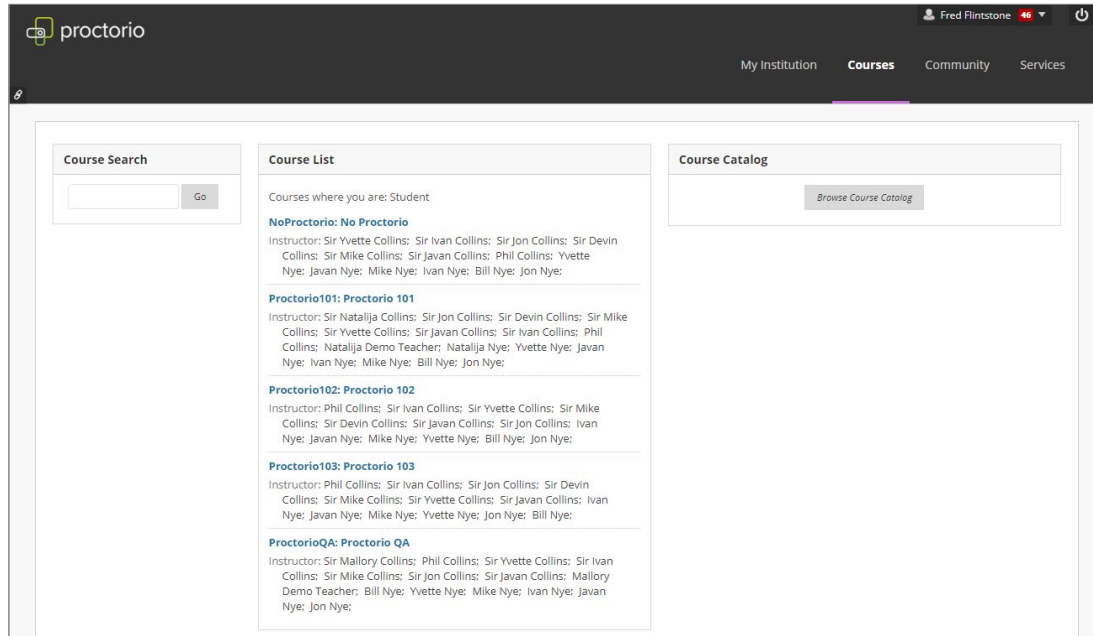 proctorio
Fred Flintstone 46
My Institution Courses Community Services
Course Search
Go
Course List
Courses where you are: Student
NoProctorio: No Proctorio
Instructor: Sir Yvette Collins; Sir Ivan Collins; Sir Jon Collins; Sir Devin
Collins; Sir Mike Collins; Sir Javan Collins; Phil Collins; Yvette
Nye; Javan Nye; Mike Nye; Ivan Nye; Bill Nye; Jon Nye;
Proctorio101: Proctorio 101
Instructor: Sir Natalija Collins; Sir Jon Collins; Sir Devin Collins; Sir Mike
Collins; Sir Yvette Collins; Sir Javan Collins; Sir Ivan Collins; Phil
Collins; Natalija Demo Teacher; Natalija Nye; Yvette Nye; Javan
Nye; Ivan Nye; Mike Nye; Bill Nye; Jon Nye;
Proctorio102: Proctorio 102
Instructor: Phil Collins; Sir Ivan Collins; Sir Yvette Collins; Sir Mike
Collins; Sir Devin Collins; Sir Javan Collins; Sir Jon Collins; Ivan
Nye; Javan Nye; Mike Nye; Yvette Nye; Bill Nye; Jon Nye;
Proctorio103: Proctorio 103
Instructor: Phil Collins; Sir Ivan Collins; Sir Jon Collins; Sir Devin
Collins; Sir Mike Collins; Sir Yvette Collins; Sir Javan Collins; Ivan
Nye; Javan Nye; Mike Nye; Yvette Nye; Jon Nye; Bill Nye;
ProctorioQA: Proctorio QA
Instructor: Sir Mallory Collins; Phil Collins; Sir Yvette Collins; Sir Ivan
Collins; Sir Mike Collins; Sir Jon Collins; Sir Javan Collins; Mallory
Demo Teacher; Bill Nye; Yvette Nye; Mike Nye; Ivan Nye; Javan
Nye; Jon Nye;
Course Catalog
Browse Course Catalog